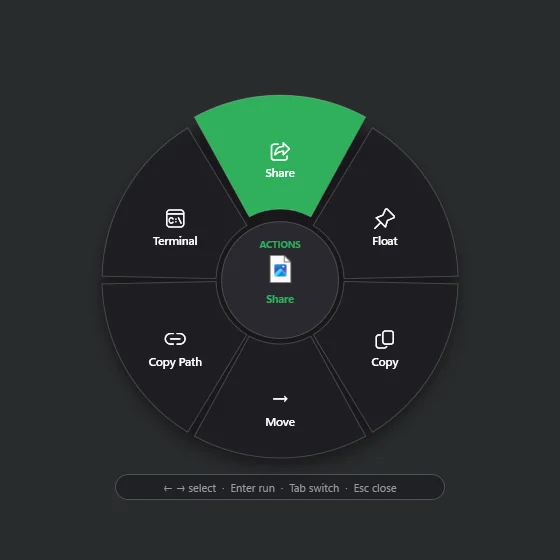 Share
Terminal
Float
ACTIONS
Share
Copy Path
Copy
Move
← → select · Enter run · Tab switch · Esc close